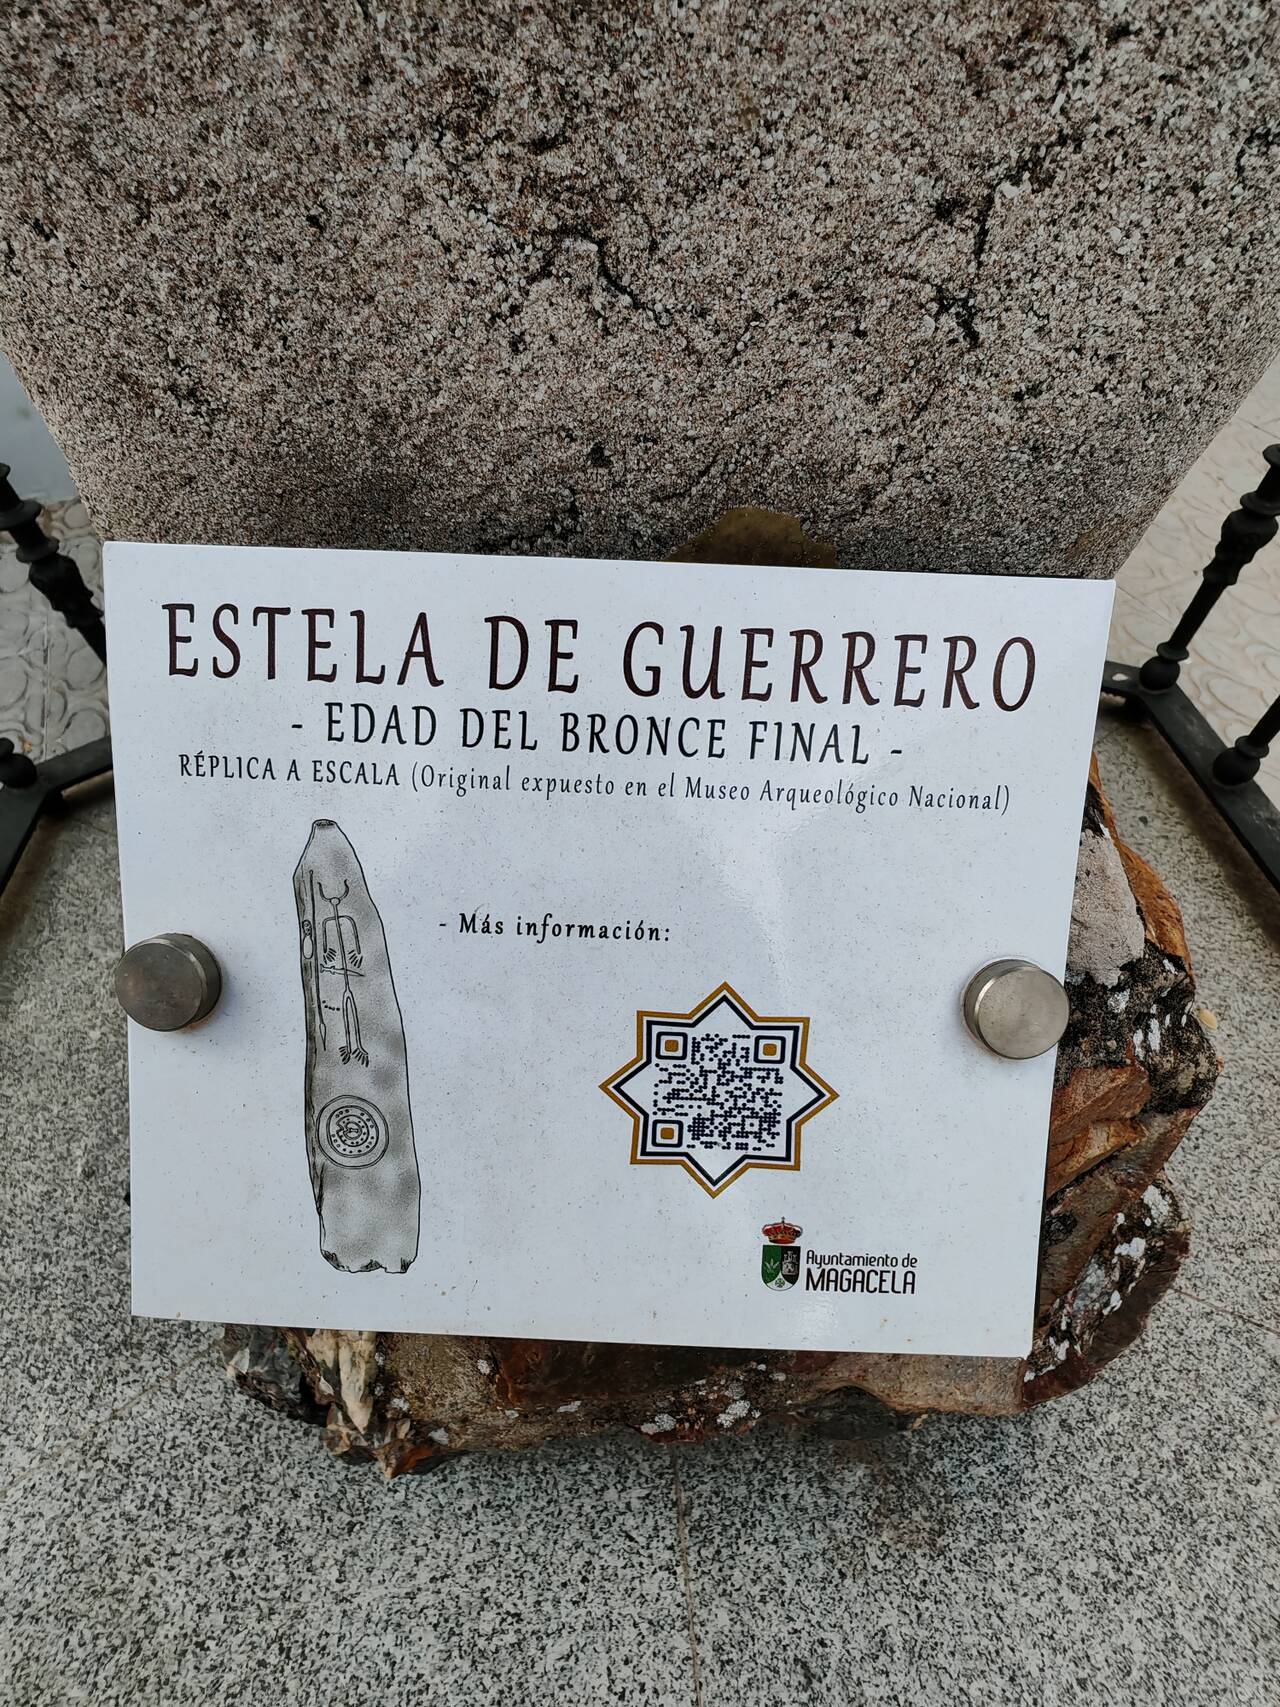 ESTELA DE GUERRERO
- EDAD DEL BRONCE FINAL -
RÉPLICA A ESCALA (Original expuesto en el Museo Arqueológico Nacional)
- Más información:
Ayuntamiento de
MAGACELA